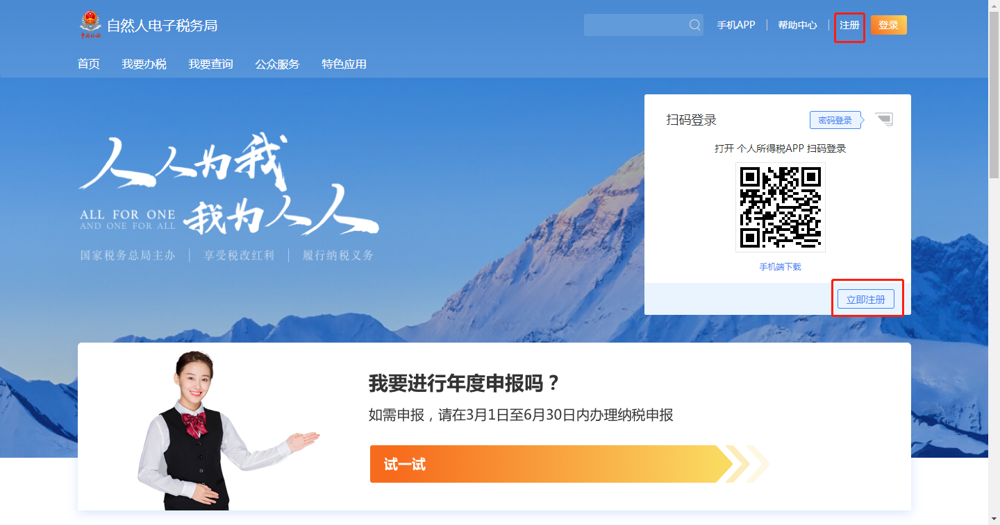 自然人电子税务局
手机APP
帮助中心
注册
登录
首页
我要办税
我要查询
公众服务
特色应用
人人为我
ALL FOR ONE
AND ONE FOR ALL
我为人人
国家税务总局主办
享受税改红利
履行纳税义务
扫码登录
密码登录
打开 个人所得税APP 扫码登录
手机端下载
立即注册
我要进行年度申报吗？
如需申报，请在3月1日至6月30日内办理纳税申报
试一试